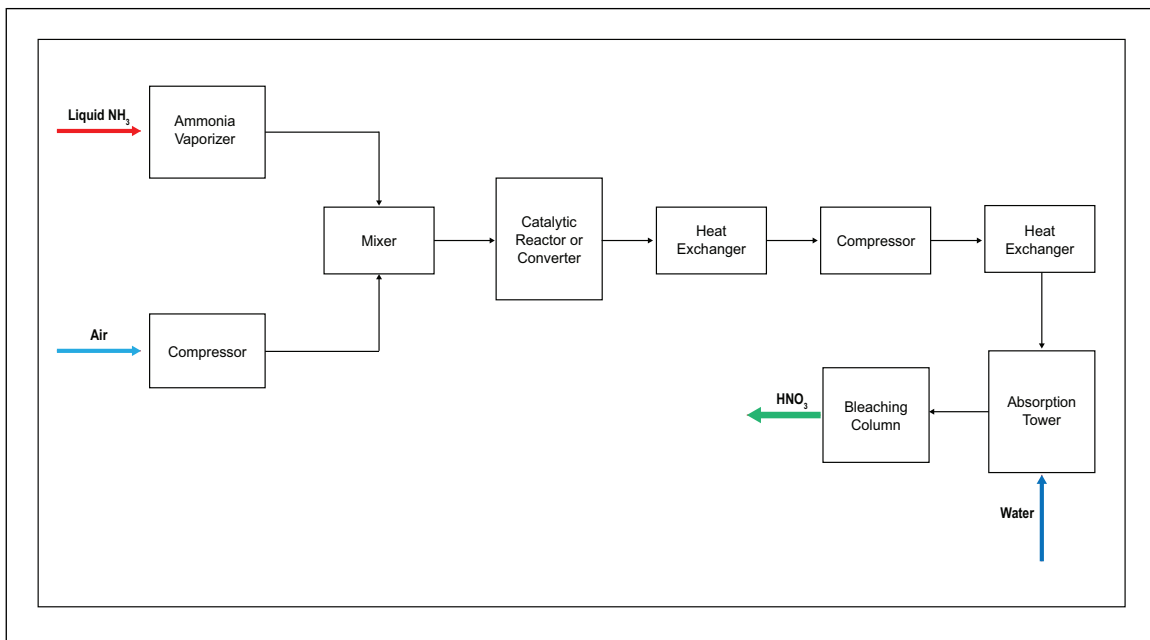 Liquid NH₃
Ammonia
Vaporizer
Mixer
Catalytic
Reactor or
Converter
Heat
Exchanger
Compressor
Heat
Exchanger
Air
Compressor
HNO₃
Bleaching
Column
Absorption
Tower
Water